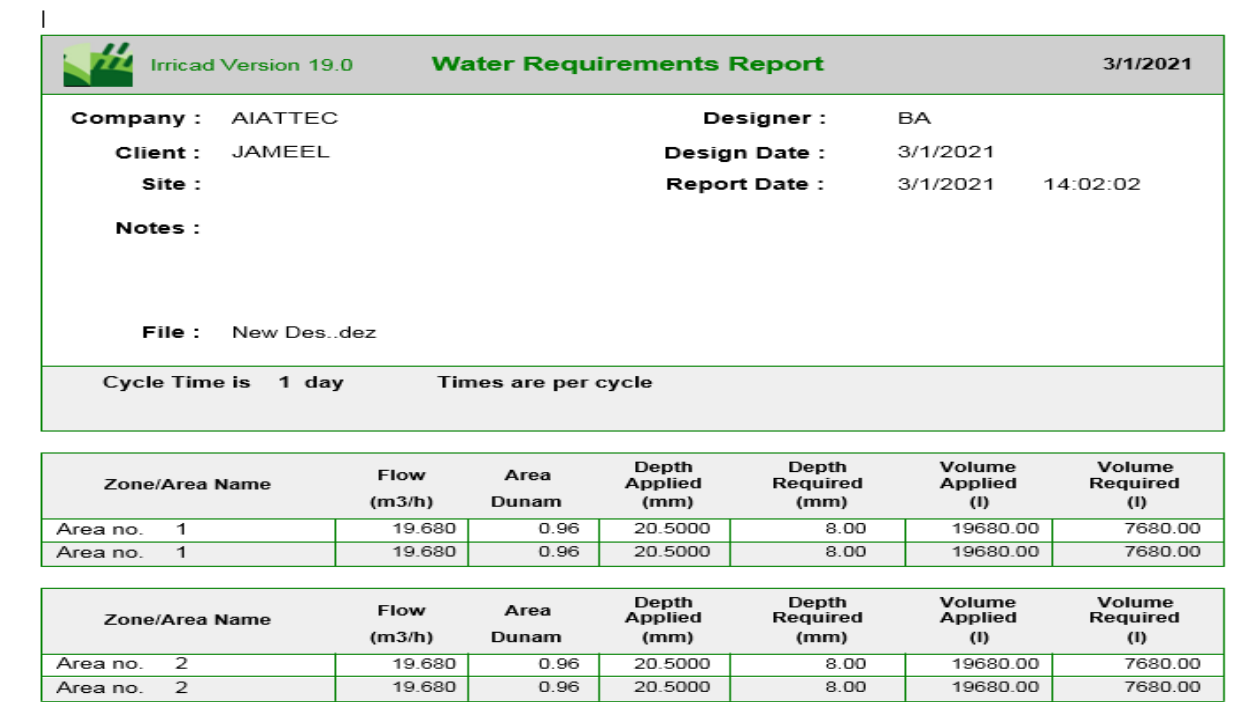 Irricad Version 19.0 Water Requirements Report 3/1/2021
Company : AIATTEC Designer : BA
Client : JAMEEL Design Date : 3/1/2021
Site : Report Date : 3/1/2021 14:02:02
Notes :
File : New Des..dez
Cycle Time is 1 day Times are per cycle
Zone/Area Name Flow (m3/h) Area Dunam Depth Applied (mm) Depth Required (mm) Volume Applied (l) Volume Required (l)
Area no. 1 19.680 0.96 20.5000 8.00 19680.00 7680.00
Area no. 1 19.680 0.96 20.5000 8.00 19680.00 7680.00
Zone/Area Name Flow (m3/h) Area Dunam Depth Applied (mm) Depth Required (mm) Volume Applied (l) Volume Required (l)
Area no. 2 19.680 0.96 20.5000 8.00 19680.00 7680.00
Area no. 2 19.680 0.96 20.5000 8.00 19680.00 7680.00